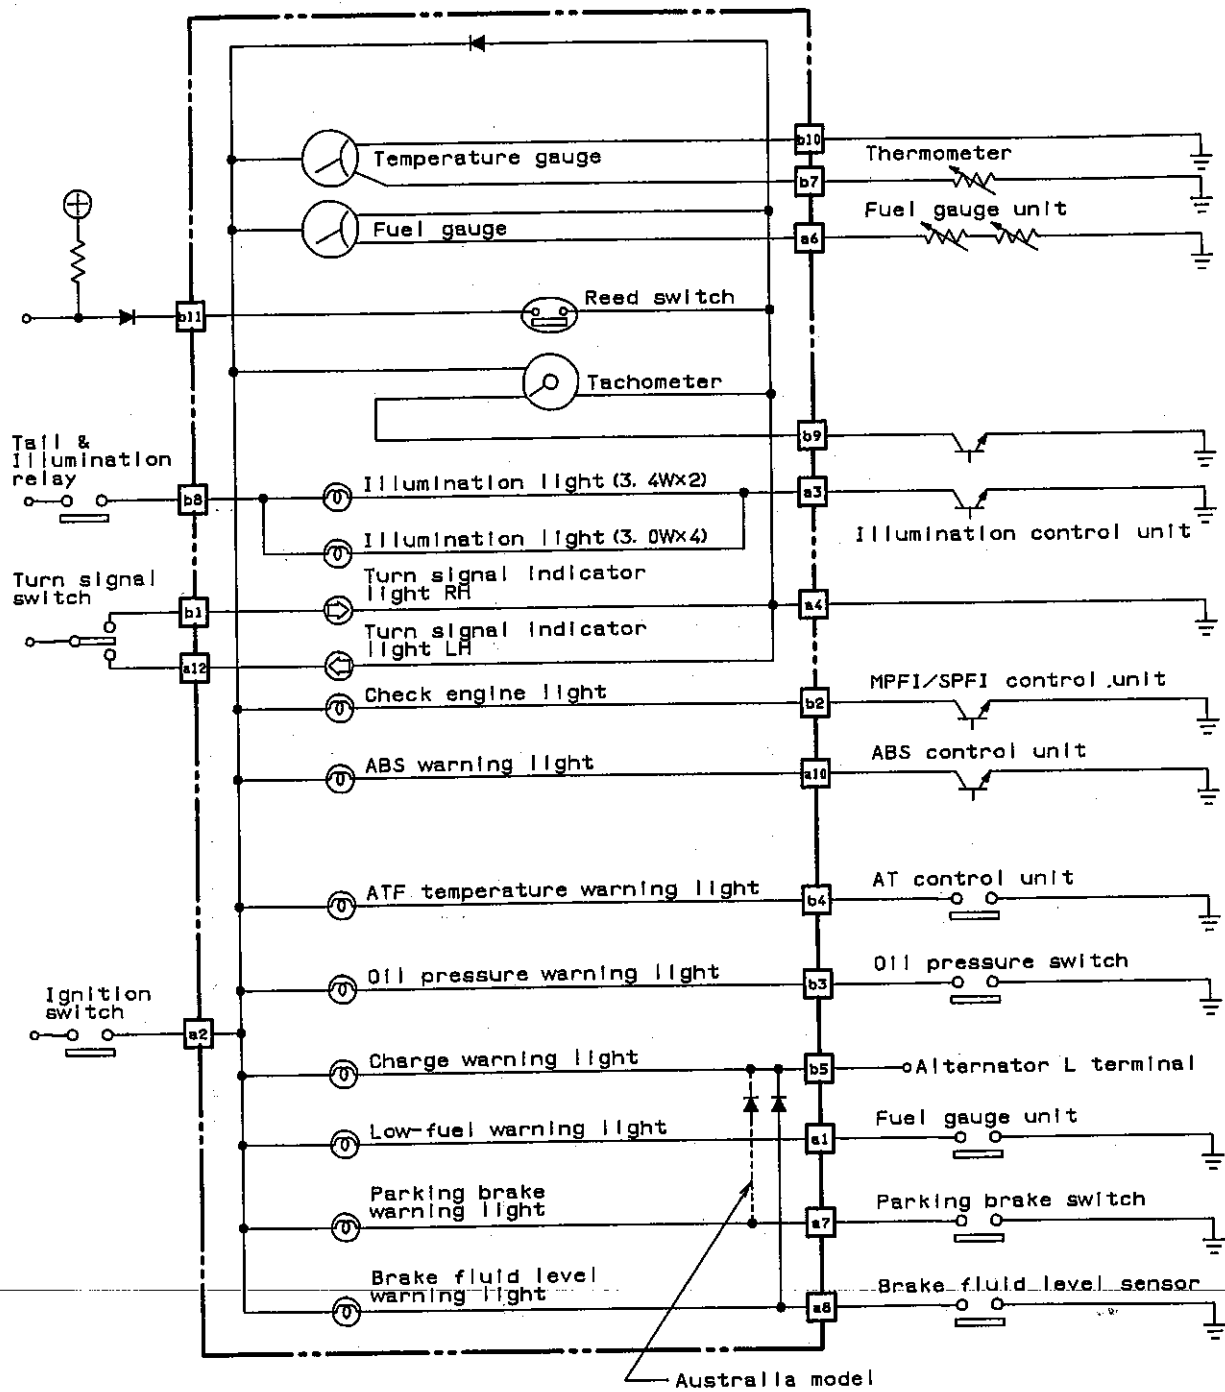 b10
Temperature gauge
Thermometer
b7
Fuel gauge unit
Fuel gauge
a6
Reed switch
b11
Tachometer
b9
Tail &
Illumination
relay
b8
Illumination light (3. 4W×2)
a3
Illumination light (3. 0W×4)
Illumination control unit
Turn signal
switch
Turn signal indicator
light RH
b1
a4
Turn signal indicator
light LH
a12
Check engine light
b2
MPFI/SPFI control unit
ABS warning light
a10
ABS control unit
ATF temperature warning light
b4
AT control unit
Oil pressure warning light
b3
Oil pressure switch
Ignition
switch
a2
Charge warning light
b5
Alternator L terminal
Low-fuel warning light
a1
Fuel gauge unit
Parking brake
warning light
a7
Parking brake switch
Brake fluid level
warning light
a8
Brake fluid level sensor
Australia model